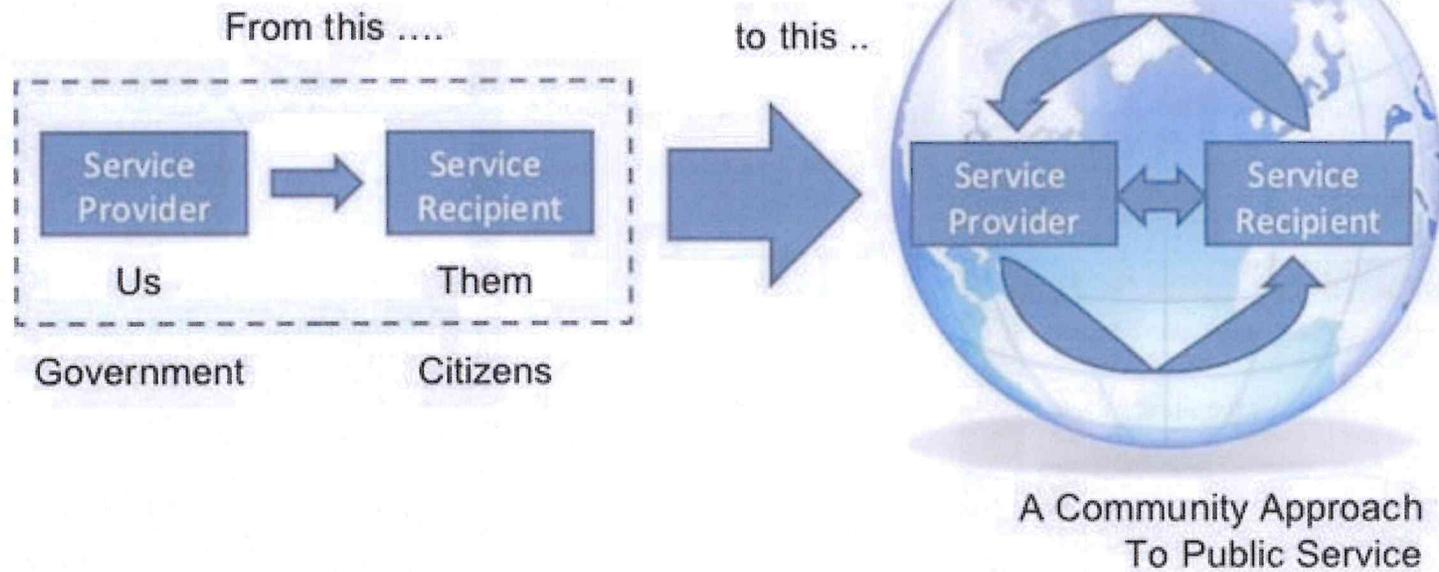 From this ....
to this ..
Service
Provider
Service
Recipient
Us
Them
Government
Citizens
Service
Provider
Service
Recipient
A Community Approach
To Public Service